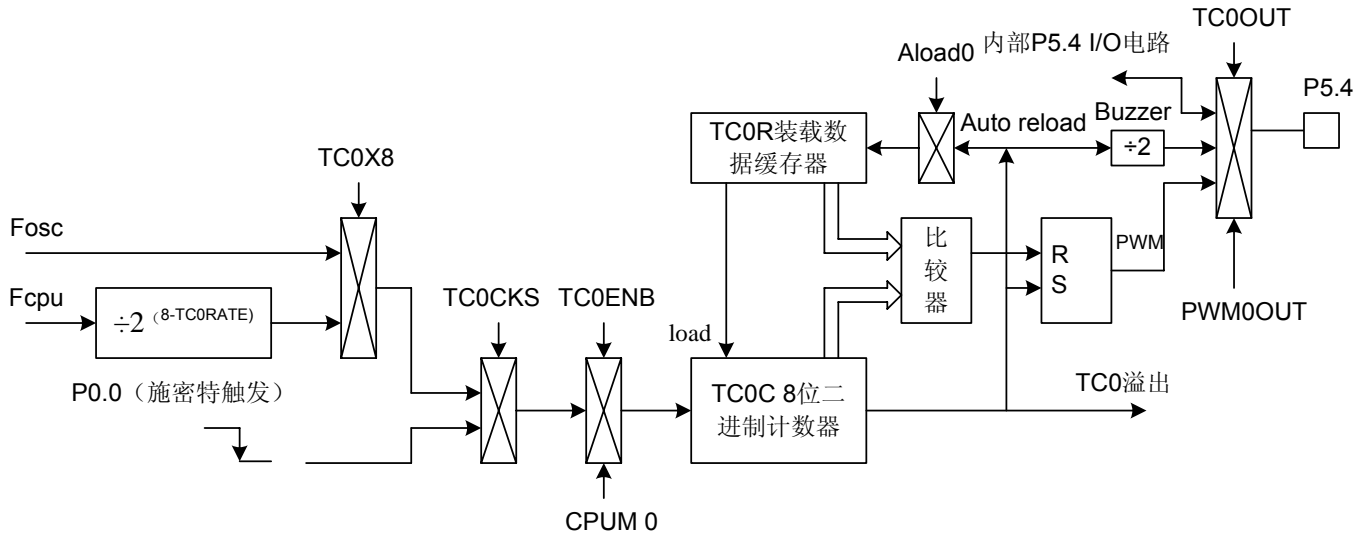 TC0OUT
内部P5.4 I/O电路
Aload0
P5.4
Buzzer
Auto reload
÷2
TC0R装载数
据缓存器
TC0X8
Fosc
Fcpu
÷2 (8-TC0RATE)
比
较
器
R
S
PWM
TC0CKS
TC0ENB
PWM0OUT
load
P0.0（施密特触发）
TC0C 8位二
进制计数器
TC0溢出
CPUM 0